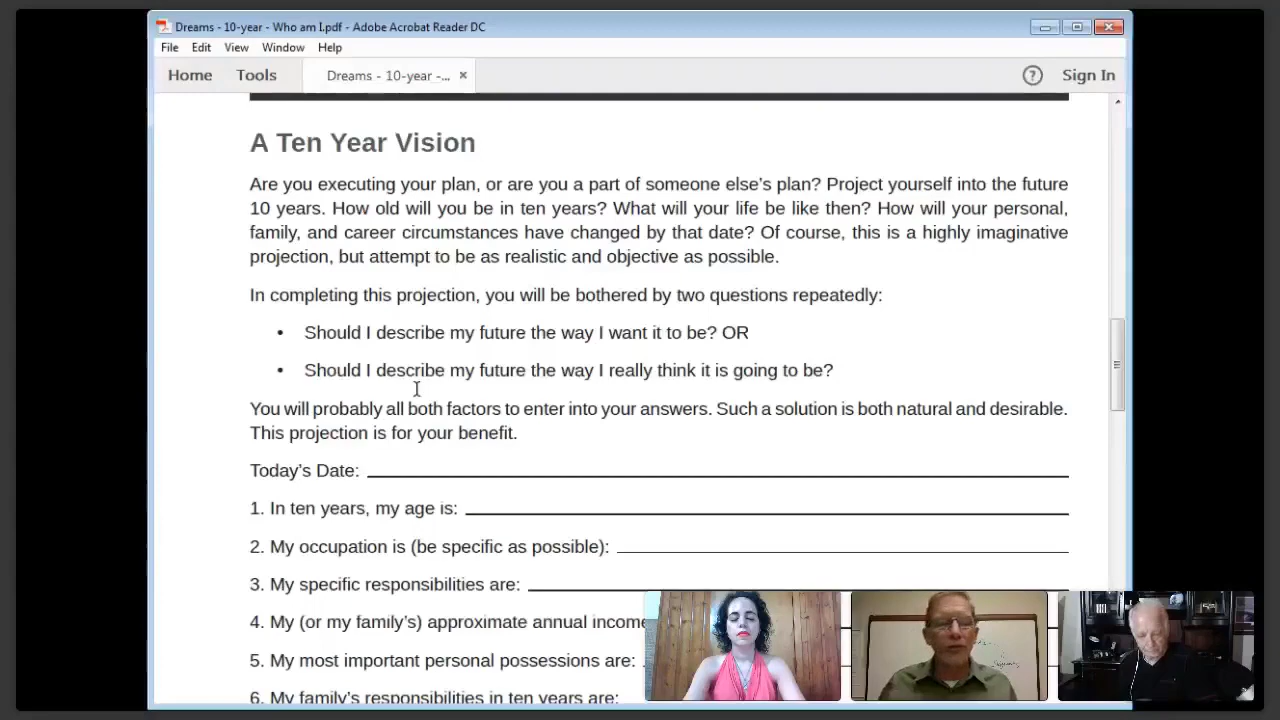 Dreams - 10-year - Who am I.pdf - Adobe Acrobat Reader DC
File Edit View Window Help
Home Tools Dreams - 10-year -... × ? Sign In
A Ten Year Vision
Are you executing your plan, or are you a part of someone else's plan? Project yourself into the future
10 years. How old will you be in ten years? What will your life be like then? How will your personal,
family, and career circumstances have changed by that date? Of course, this is a highly imaginative
projection, but attempt to be as realistic and objective as possible.
In completing this projection, you will be bothered by two questions repeatedly:
• Should I describe my future the way I want it to be? OR
• Should I describe my future the way I really think it is going to be?
You will probably all both factors to enter into your answers. Such a solution is both natural and desirable.
This projection is for your benefit.
Today's Date:
1. In ten years, my age is:
2. My occupation is (be specific as possible):
3. My specific responsibilities are:
4. My (or my family's) approximate annual income
5. My most important personal possessions are:
6. My family's responsibilities in ten years are: